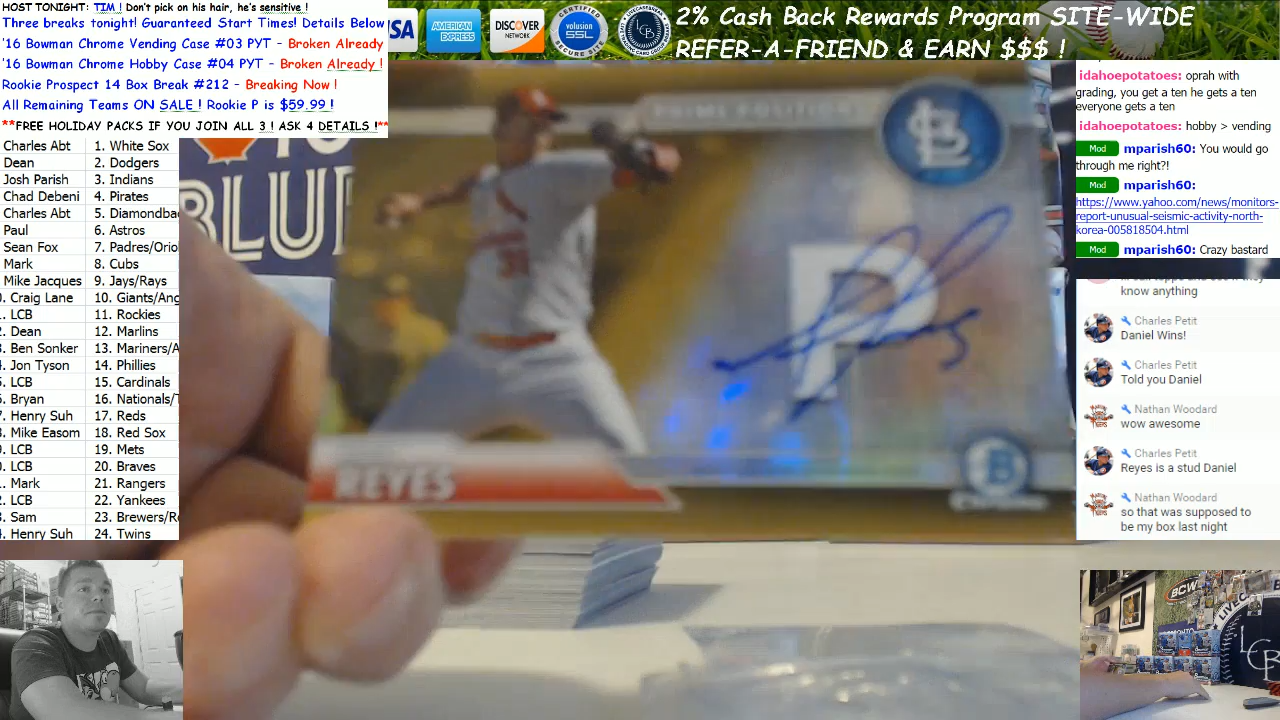 HOST TONIGHT: TIM ! Don't pick on his hair, he's sensitive !
Three breaks tonight! Guaranteed Start Times! Details Below
'16 Bowman Chrome Vending Case #03 PYT - Broken Already
'16 Bowman Chrome Hobby Case #04 PYT - Broken Already !
Rookie Prospect 14 Box Break #212 - Breaking Now !
All Remaining Teams ON SALE ! Rookie P is $59.99 !
**FREE HOLIDAY PACKS IF YOU JOIN ALL 3 ! ASK 4 DETAILS !**
VISA
AMERICAN EXPRESS
DISCOVER NETWORK
volusion SSL
2% Cash Back Rewards Program SITE-WIDE
REFER-A-FRIEND & EARN $$$ !
Charles Abt 1. White Sox
Dean 2. Dodgers
Josh Parish 3. Indians
Chad Debeni 4. Pirates
Charles Abt 5. Diamondba
Paul 6. Astros
Sean Fox 7. Padres/Orio
Mark 8. Cubs
Mike Jacques 9. Jays/Rays
. Craig Lane 10. Giants/Ang
. LCB 11. Rockies
. Dean 12. Marlins
. Ben Sonker 13. Mariners/A
. Jon Tyson 14. Phillies
. LCB 15. Cardinals
. Bryan 16. Nationals/T
. Henry Suh 17. Reds
. Mike Easom 18. Red Sox
. LCB 19. Mets
. LCB 20. Braves
. Mark 21. Rangers
. LCB 22. Yankees
. Sam 23. Brewers/R
. Henry Suh 24. Twins
BLU
P
REYES
B
idahoepotatoes: oprah with
grading, you get a ten he gets a ten
everyone gets a ten
idahoepotatoes: hobby > vending
Mod mparish60: You would go
through me right?!
Mod mparish60:
https://www.yahoo.com/news/monitors-
report-unusual-seismic-activity-north-
korea-005818504.html
Mod mparish60: Crazy bastard
know anything
Charles Petit
Daniel Wins!
Charles Petit
Told you Daniel
Nathan Woodard
wow awesome
Charles Petit
Reyes is a stud Daniel
Nathan Woodard
so that was supposed to
be my box last night
BCW
LCB